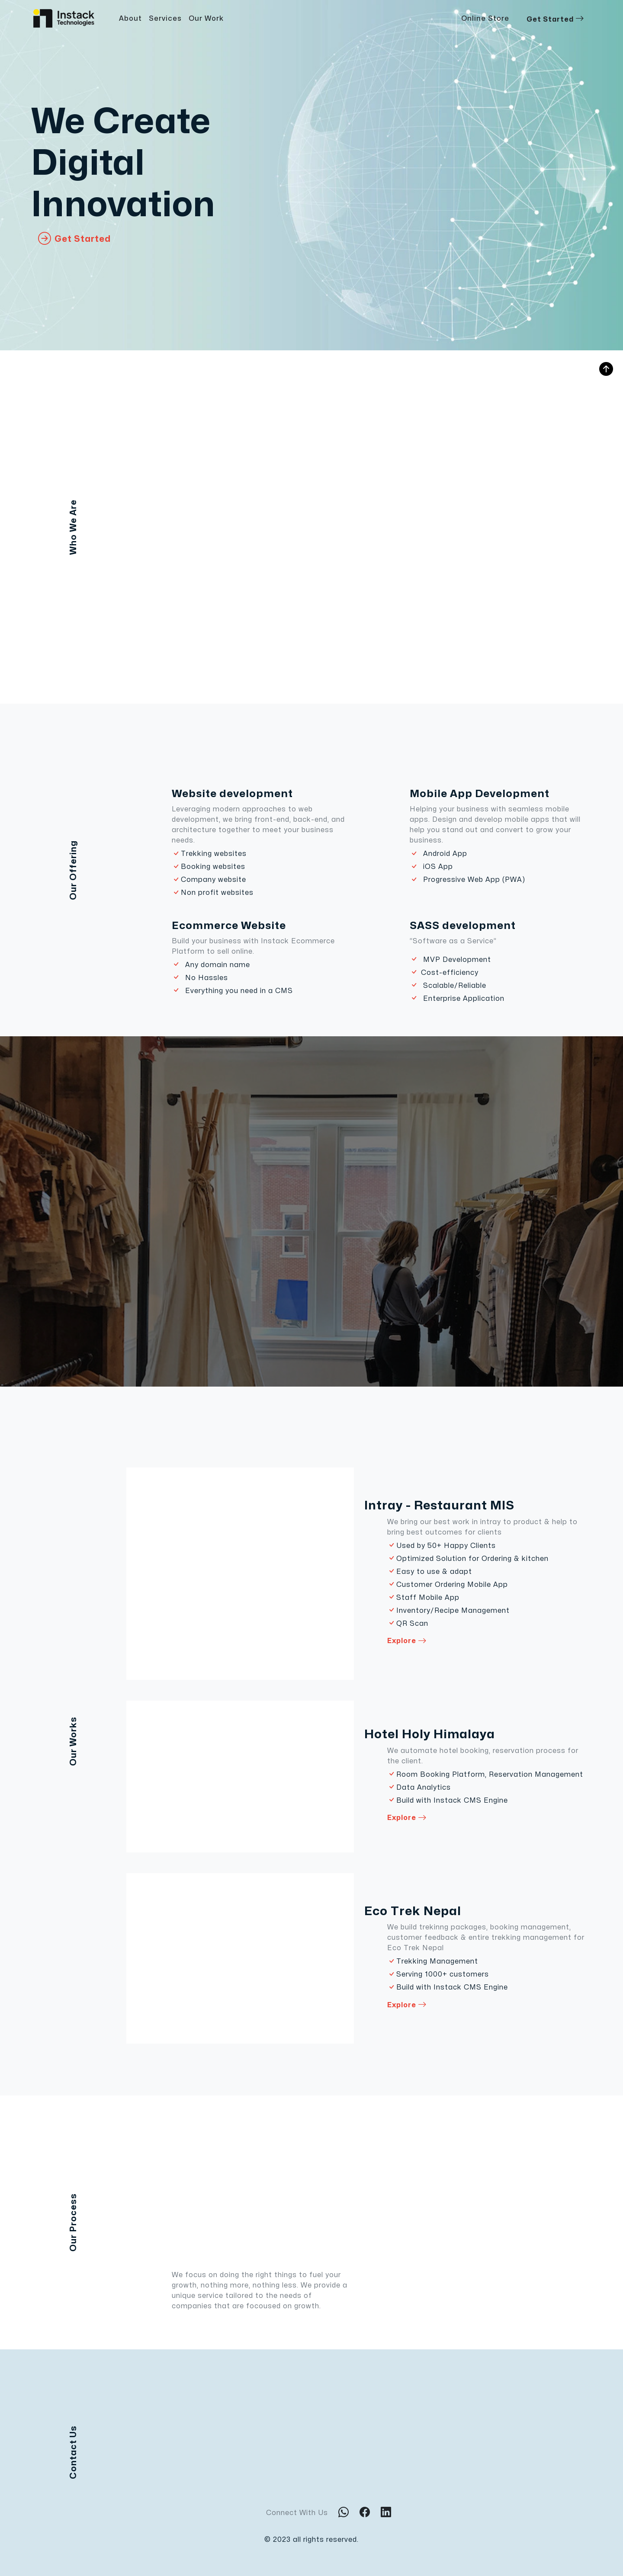 Instack
Technologies
About Services Our Work
Online Store
Get Started
We Create
Digital
Innovation
Get Started
Who We Are
Our Offering
Website development
Leveraging modern approaches to web
development, we bring front-end, back-end, and
architecture together to meet your business
needs.
Trekking websites
Booking websites
Company website
Non profit websites
Mobile App Development
Helping your business with seamless mobile
apps. Design and develop mobile apps that will
help you stand out and convert to grow your
business.
Android App
iOS App
Progressive Web App (PWA)
Ecommerce Website
Build your business with Instack Ecommerce
Platform to sell online.
Any domain name
No Hassles
Everything you need in a CMS
SASS development
"Software as a Service"
MVP Development
Cost-efficiency
Scalable/Reliable
Enterprise Application
Our Works
Intray - Restaurant MIS
We bring our best work in intray to product & help to
bring best outcomes for clients
Used by 50+ Happy Clients
Optimized Solution for Ordering & kitchen
Easy to use & adapt
Customer Ordering Mobile App
Staff Mobile App
Inventory/Recipe Management
QR Scan
Explore
Hotel Holy Himalaya
We automate hotel booking, reservation process for
the client.
Room Booking Platform, Reservation Management
Data Analytics
Build with Instack CMS Engine
Explore
Eco Trek Nepal
We build trekinng packages, booking management,
customer feedback & entire trekking management for
Eco Trek Nepal
Trekking Management
Serving 1000+ customers
Build with Instack CMS Engine
Explore
Our Process
We focus on doing the right things to fuel your
growth, nothing more, nothing less. We provide a
unique service tailored to the needs of
companies that are focoused on growth.
Contact Us
Connect With Us
© 2023 all rights reserved.